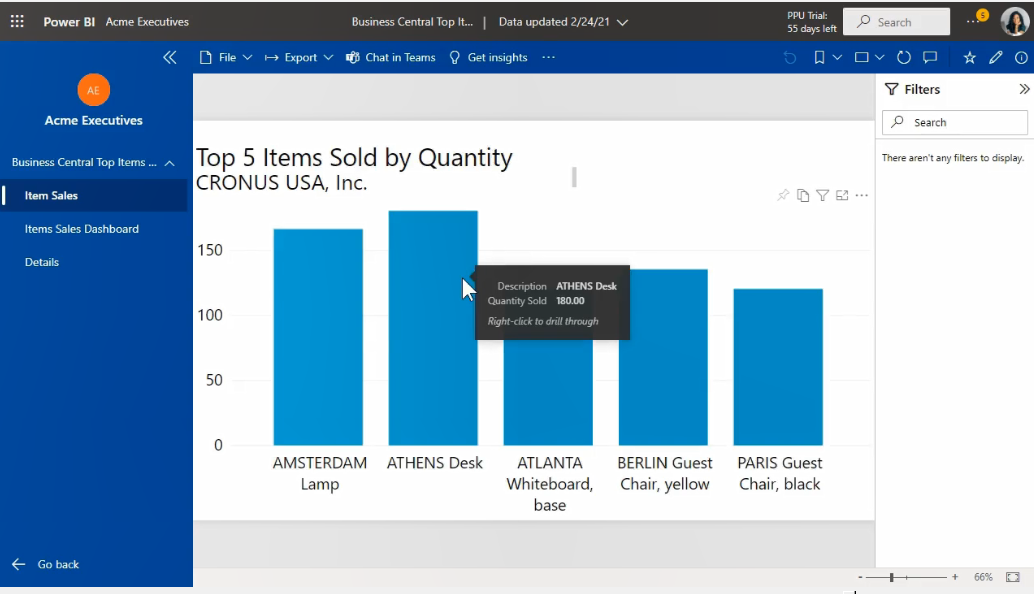 Power BI Acme Executives
Business Central Top It... | Data updated 2/24/21
PPU Trial:
55 days left
Search
5
File
Export
Chat in Teams
Get insights
AE
Acme Executives
Business Central Top Items ...
Item Sales
Items Sales Dashboard
Details
Go back
Top 5 Items Sold by Quantity
CRONUS USA, Inc.
150
100
50
0
Description ATHENS Desk
Quantity Sold 180.00
Right-click to drill through
AMSTERDAM
Lamp
ATHENS Desk
ATLANTA
Whiteboard,
base
BERLIN Guest
Chair, yellow
PARIS Guest
Chair, black
Filters
Search
There aren't any filters to display.
- + 66%